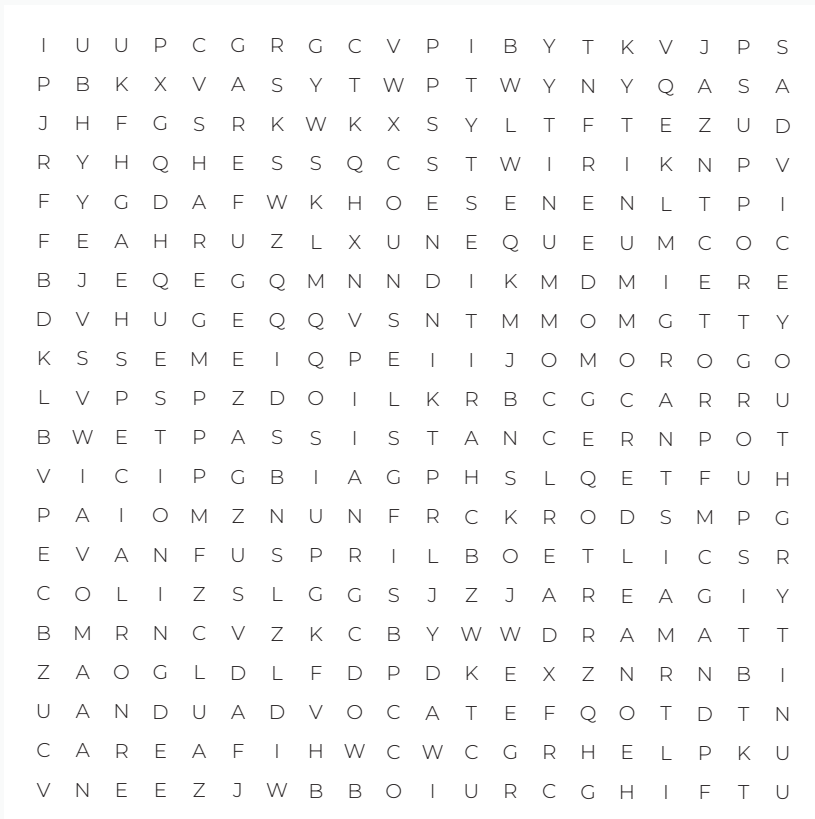 I U U P C G R G C V P I B Y T K V J P S
P B K X V A S Y T W P T W Y N Y Q A S A
J H F G S R K W K X S Y L T F T E Z U D
R Y H Q H E S S Q C S T W I R I K N P V
F Y G D A F W K H O E S E N E N L T P I
F E A H R U Z L X U N E Q U E U M C O C
B J E Q E G Q M N N D I K M D M I E R E
D V H U G E Q Q V S N T M M O M G T T Y
K S S E M E I Q P E I I J O M O R O G O
L V P S P Z D O I L K R B C G C A R R U
B W E T P A S S I S T A N C E R N P O T
V I C I P G B I A G P H S L Q E T F U H
P A I O M Z N U N F R C K R O D S M P G
E V A N F U S P R I L B O E T L I C S R
C O L I Z S L G G S J Z J A R E A G I Y
B M R N C V Z K C B Y W W D R A M A T T
Z A O G L D L F D P D K E X Z N R N B I
U A N D U A D V O C A T E F Q O T D T N
C A R E A F I H W C W C G R H E L P K U
V N E E Z J W B B O I U R C G H I F T U